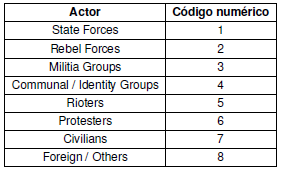 Actor Código numérico
State Forces 1
Rebel Forces 2
Militia Groups 3
Communal / Identity Groups 4
Rioters 5
Protesters 6
Civilians 7
Foreign / Others 8